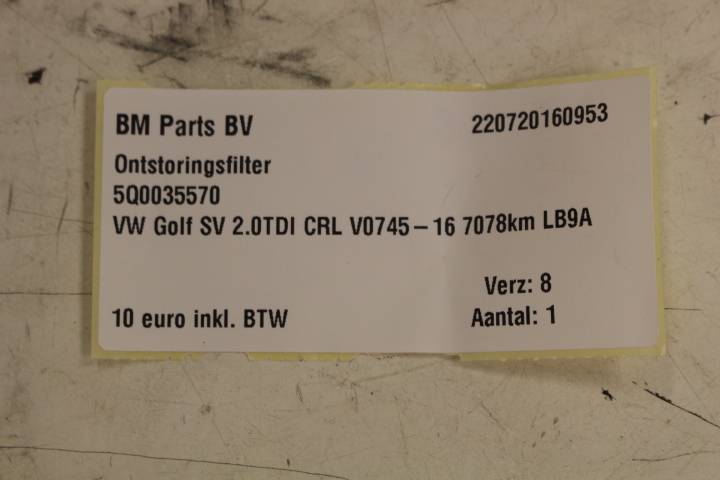 BM Parts BV 220720160953
Ontstoringsfilter
5Q0035570
VW Golf SV 2.0TDI CRL V0745-16 7078km LB9A
Verz: 8
10 euro inkl. BTW Aantal: 1